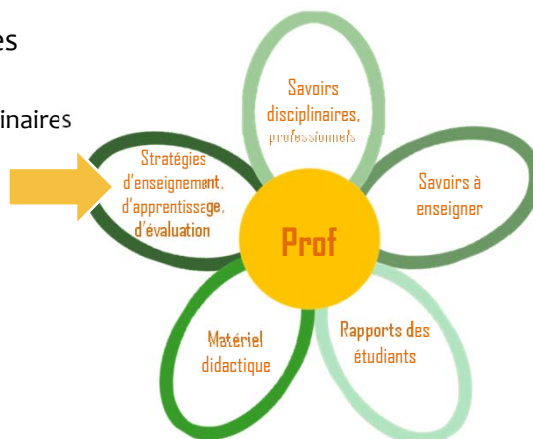 es
inaires
Savoirs
disciplinaires,
professionnels
Stratégies
d'enseignement,
d'apprentissage,
d'évaluation
Savoirs à
enseigner
Prof
Matériel
didactique
Rapports des
étudiants